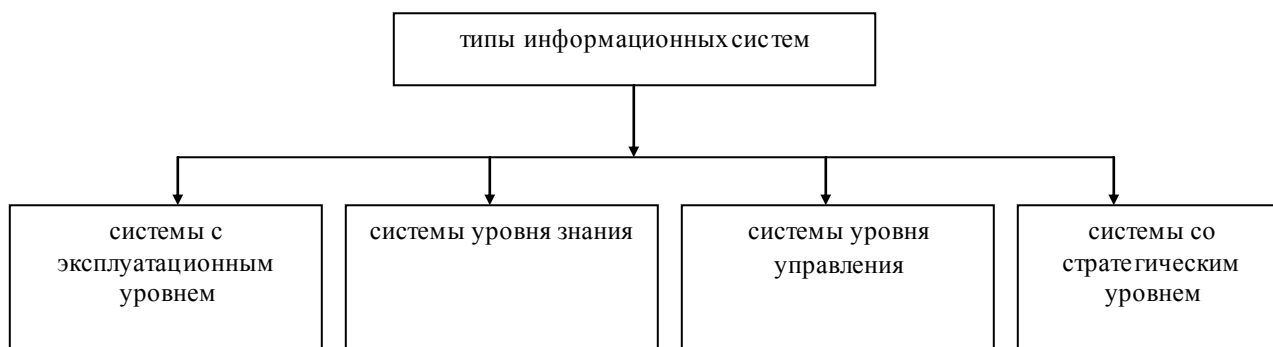 типы информационных систем
системы с
эксплуатационным
уровнем
системы уровня знания
системы уровня
управления
системы со
стратегическим
уровнем